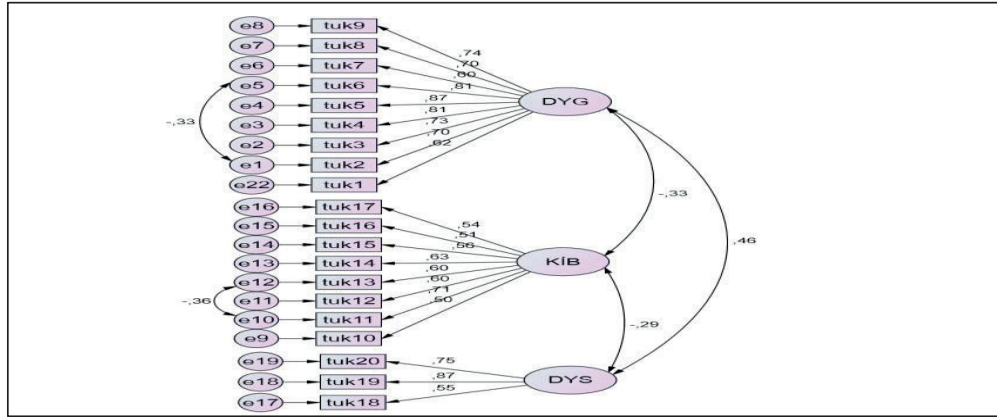 e8 tuk9
e7 tuk8
e6 tuk7
e5 tuk6
e4 tuk5
e3 tuk4
e2 tuk3
e1 tuk2
e22 tuk1
-,33
,74
,70
,60
,81
,87
,81
,73
,70
,62
DYG
e16 tuk17
e15 tuk16
e14 tuk15
e13 tuk14
e12 tuk13
e11 tuk12
e10 tuk11
e9 tuk10
-,36
,54
,51
,56
,63
,60
,60
,71
,50
KİB
-,33
,46
-,29
e19 tuk20
e18 tuk19
e17 tuk18
,75
,87
,55
DYS